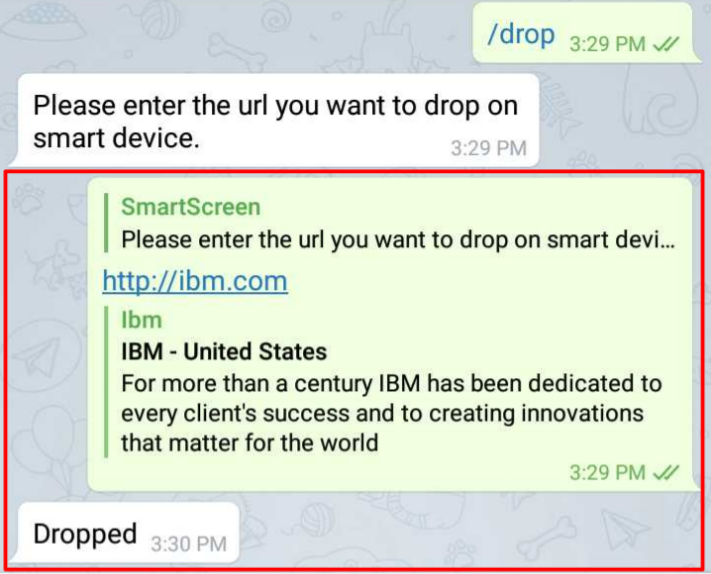 /drop 3:29 PM
Please enter the url you want to drop on
smart device.
3:29 PM
SmartScreen
Please enter the url you want to drop on smart devi...
http://ibm.com
Ibm
IBM - United States
For more than a century IBM has been dedicated to
every client's success and to creating innovations
that matter for the world
3:29 PM
Dropped 3:30 PM